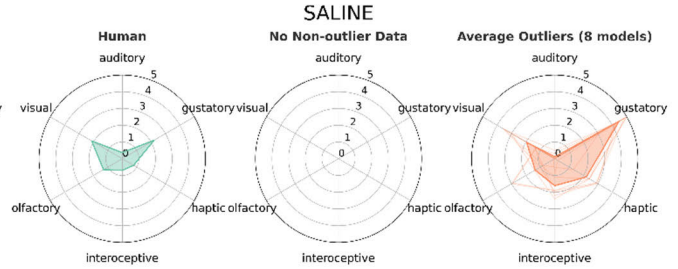 SALINE
Human
No Non-outlier Data
Average Outliers (8 models)
auditory
auditory
auditory
5
4
3
2
1
0
5
4
3
2
1
0
5
4
3
2
1
0
y
visual
gustatory
visual
gustatory
visual
gustatory
olfactory
haptic
olfactory
haptic
olfactory
haptic
interoceptive
interoceptive
interoceptive